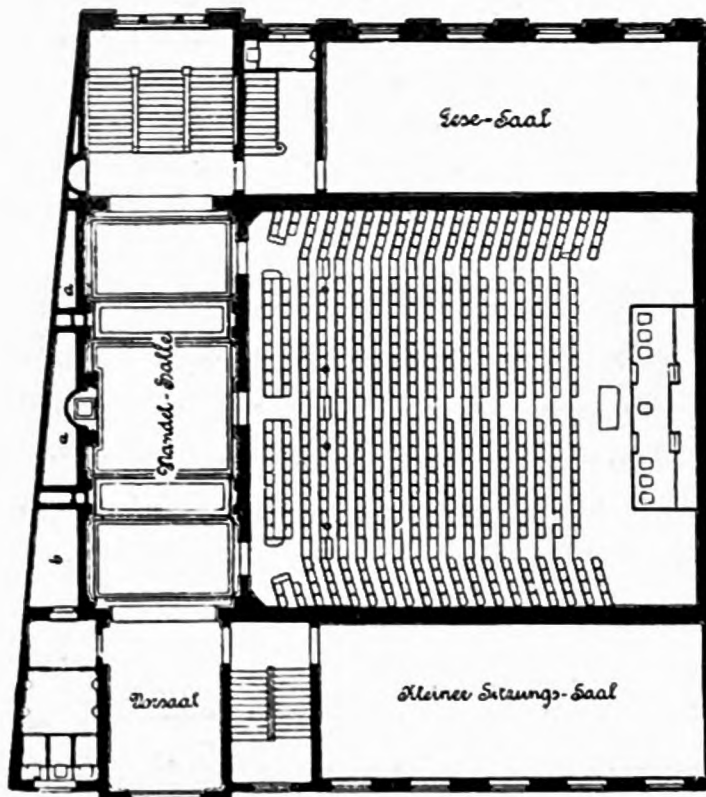 Lese-Saal
a
Wandel-Halle
a
b
Vorsaal
Kleiner Sitzungs-Saal